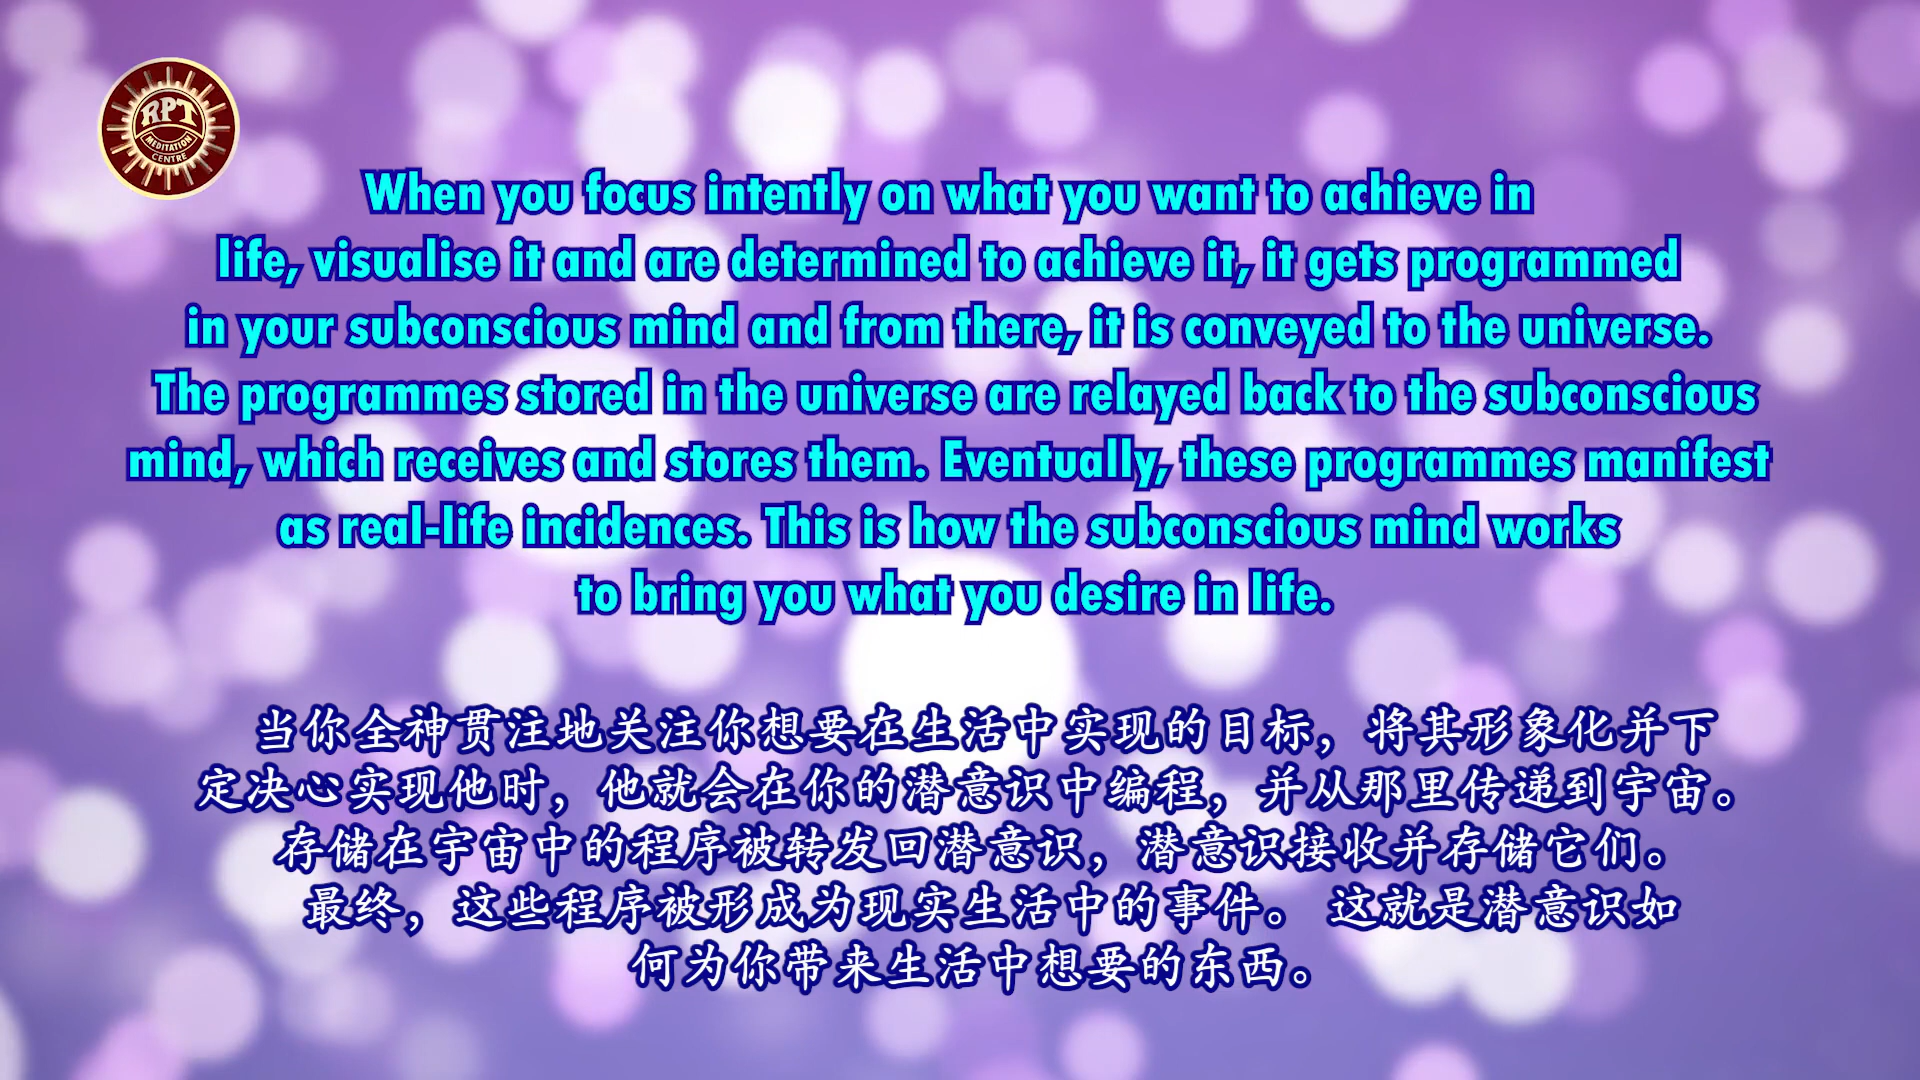 RPT
MEDITATION
CENTRE
When you focus intently on what you want to achieve in
life, visualise it and are determined to achieve it, it gets programmed
in your subconscious mind and from there, it is conveyed to the universe.
The programmes stored in the universe are relayed back to the subconscious
mind, which receives and stores them. Eventually, these programmes manifest
as real-life incidences. This is how the subconscious mind works
to bring you what you desire in life.
当你全神贯注地关注你想要在生活中实现的目标，将其形象化并下
定决心实现他时，他就会在你的潜意识中编程，并从那里传递到宇宙。
存储在宇宙中的程序被转发回潜意识，潜意识接收并存储它们。
最终，这些程序被形成为现实生活中的事件。 这就是潜意识如
何为你带来生活中想要的东西。